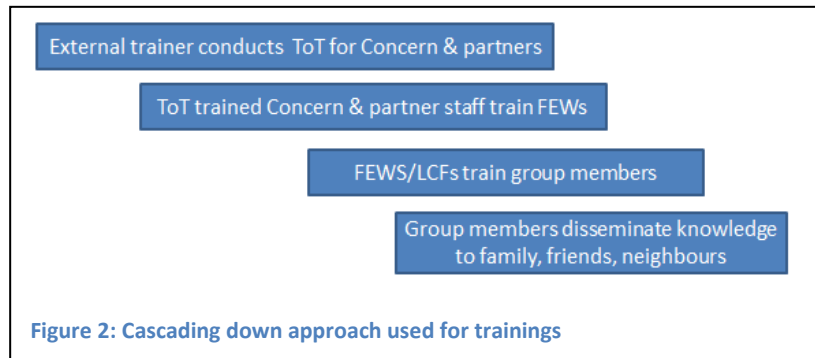 External trainer conducts ToT for Concern & partners
ToT trained Concern & partner staff train FEWs
FEWS/LCFs train group members
Group members disseminate knowledge
to family, friends, neighbours
Figure 2: Cascading down approach used for trainings